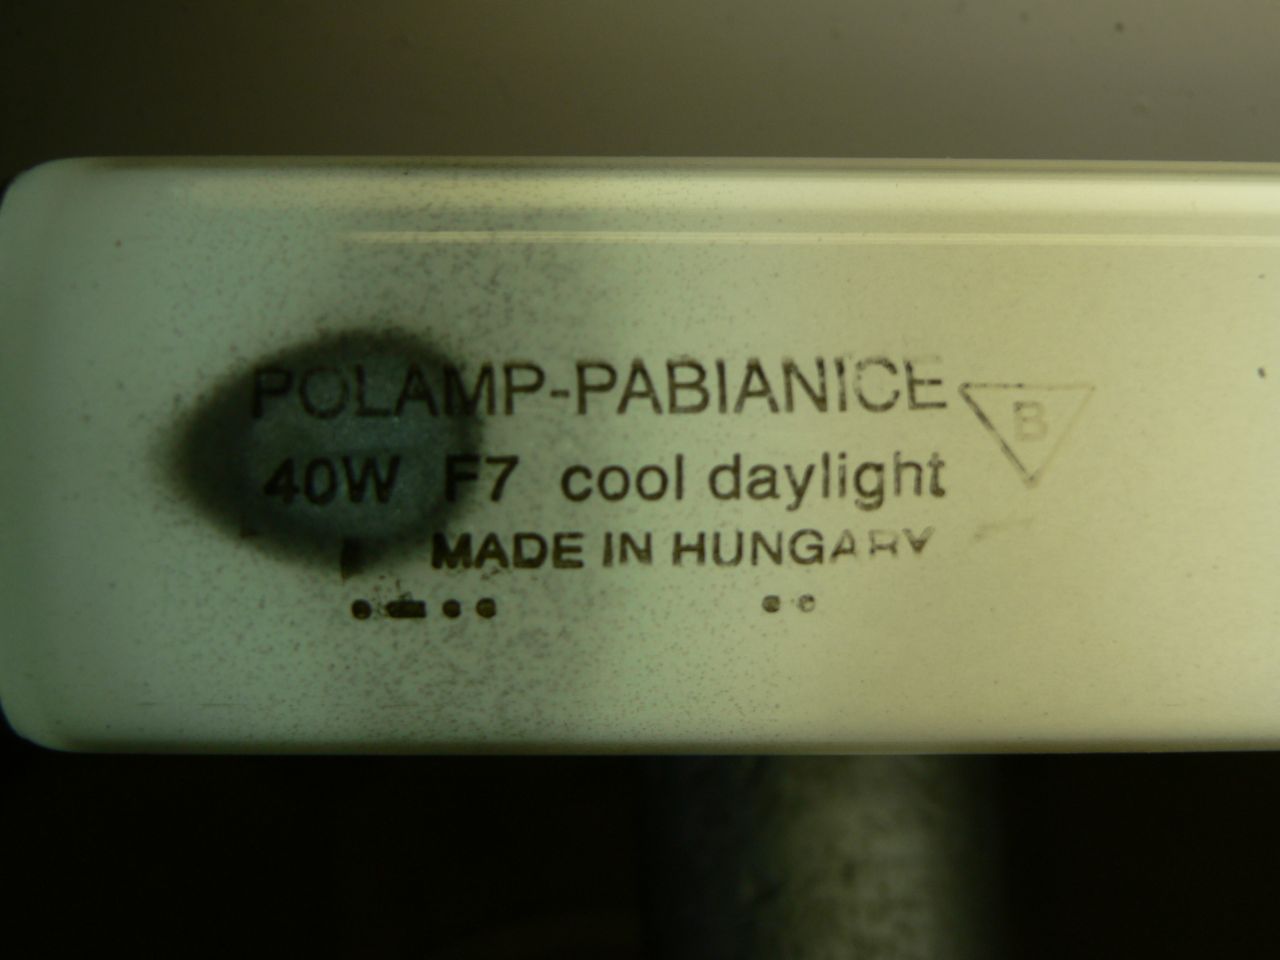 POLAMP-PABIANICE B
40W F7 cool daylight
MADE IN HUNGARY